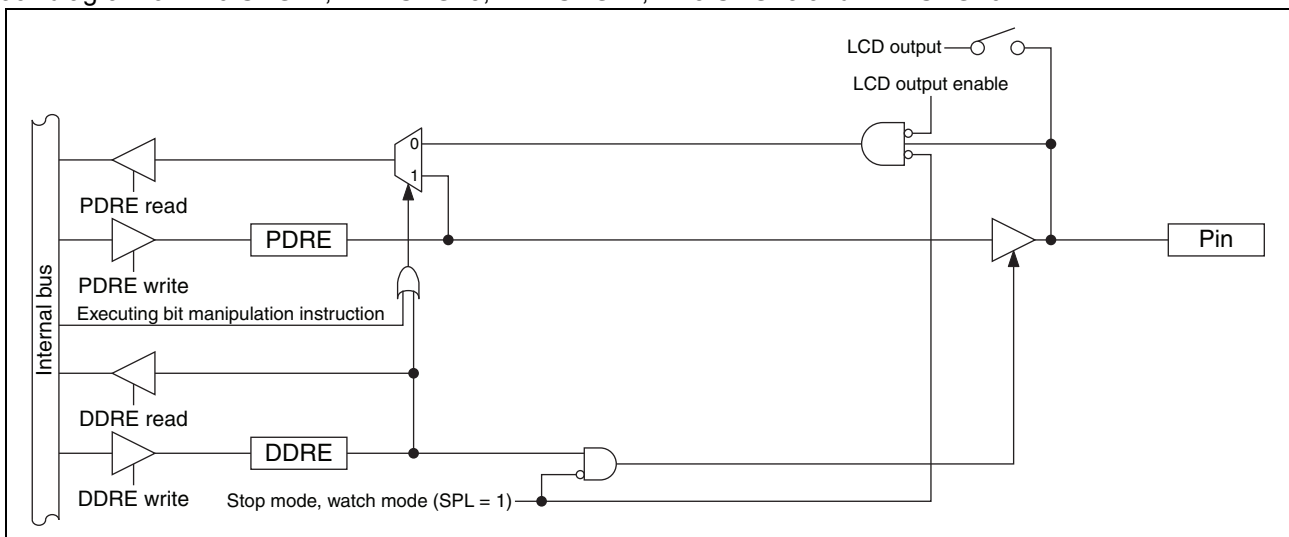 LCD output
LCD output enable
0
1
PDRE read
PDRE
Pin
PDRE write
Executing bit manipulation instruction
Internal bus
DDRE read
DDRE
DDRE write
Stop mode, watch mode (SPL = 1)